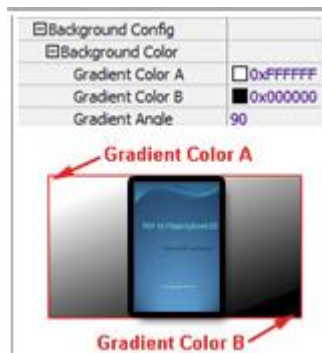 Background Config
Background Color
Gradient Color A 0xFFFFFF
Gradient Color B 0x000000
Gradient Angle 90
Gradient Color A
Gradient Color B